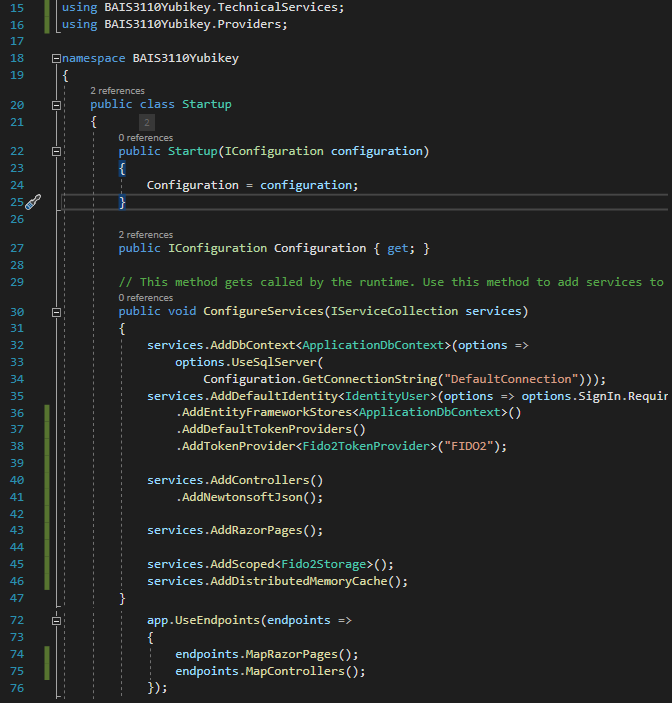 15 using BAIS3110Yubikey.TechnicalServices;
16 using BAIS3110Yubikey.Providers;
17
18 namespace BAIS3110Yubikey
19 {
2 references
20 public class Startup
21 { 2
0 references
22 public Startup(IConfiguration configuration)
23 {
24 Configuration = configuration;
25 }
26
2 references
27 public IConfiguration Configuration { get; }
28
29 // This method gets called by the runtime. Use this method to add services to
0 references
30 public void ConfigureServices(IServiceCollection services)
31 {
32 services.AddDbContext<ApplicationDbContext>(options =>
33 options.UseSqlServer(
34 Configuration.GetConnectionString("DefaultConnection")));
35 services.AddDefaultIdentity<IdentityUser>(options => options.SignIn.Requir
36 .AddEntityFrameworkStores<ApplicationDbContext>()
37 .AddDefaultTokenProviders()
38 .AddTokenProvider<Fido2TokenProvider>("FIDO2");
39
40 services.AddControllers()
41 .AddNewtonsoftJson();
42
43 services.AddRazorPages();
44
45 services.AddScoped<Fido2Storage>();
46 services.AddDistributedMemoryCache();
47 }
72 app.UseEndpoints(endpoints =>
73 {
74 endpoints.MapRazorPages();
75 endpoints.MapControllers();
76 });